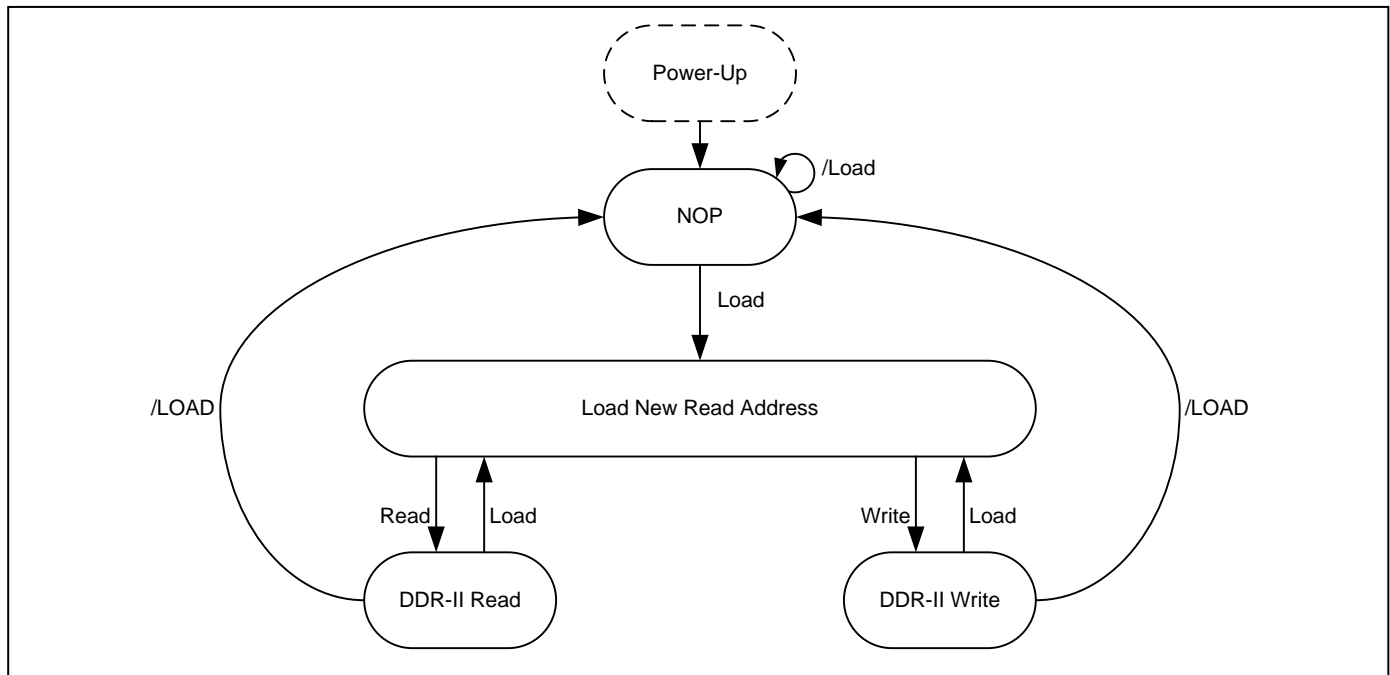 Power-Up
/Load
NOP
Load
/LOAD
Load New Read Address
/LOAD
Read
Load
Write
Load
DDR-II Read
DDR-II Write